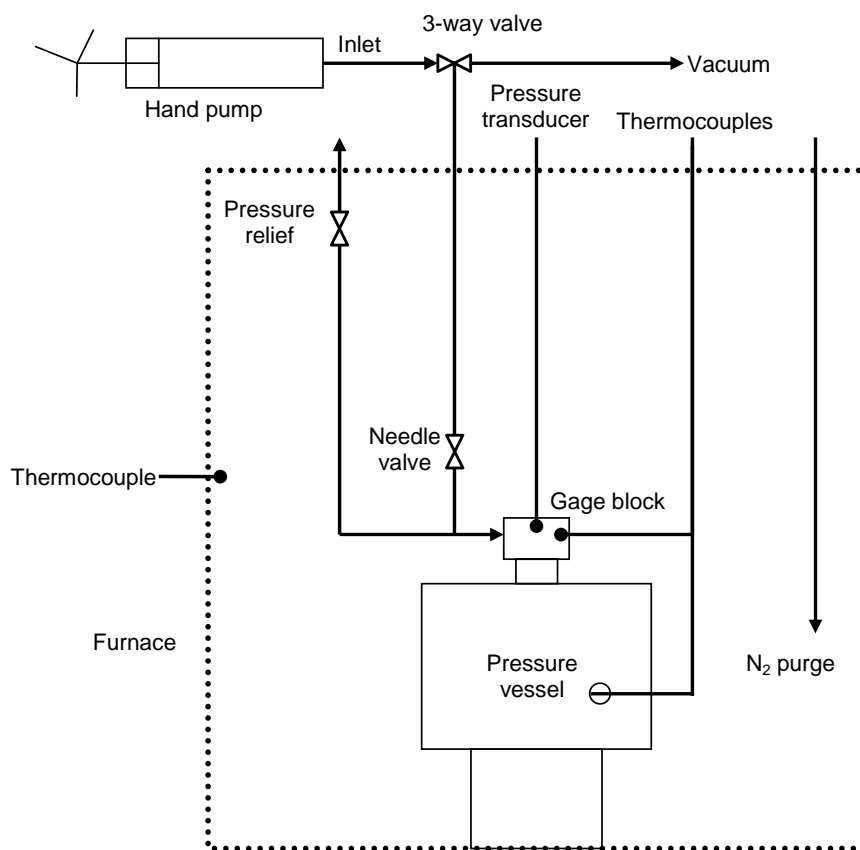 3-way valve
Inlet
Vacuum
Hand pump
Pressure
transducer
Thermocouples
Pressure
relief
Needle
valve
Thermocouple
Gage block
Furnace
Pressure
vessel
N₂ purge